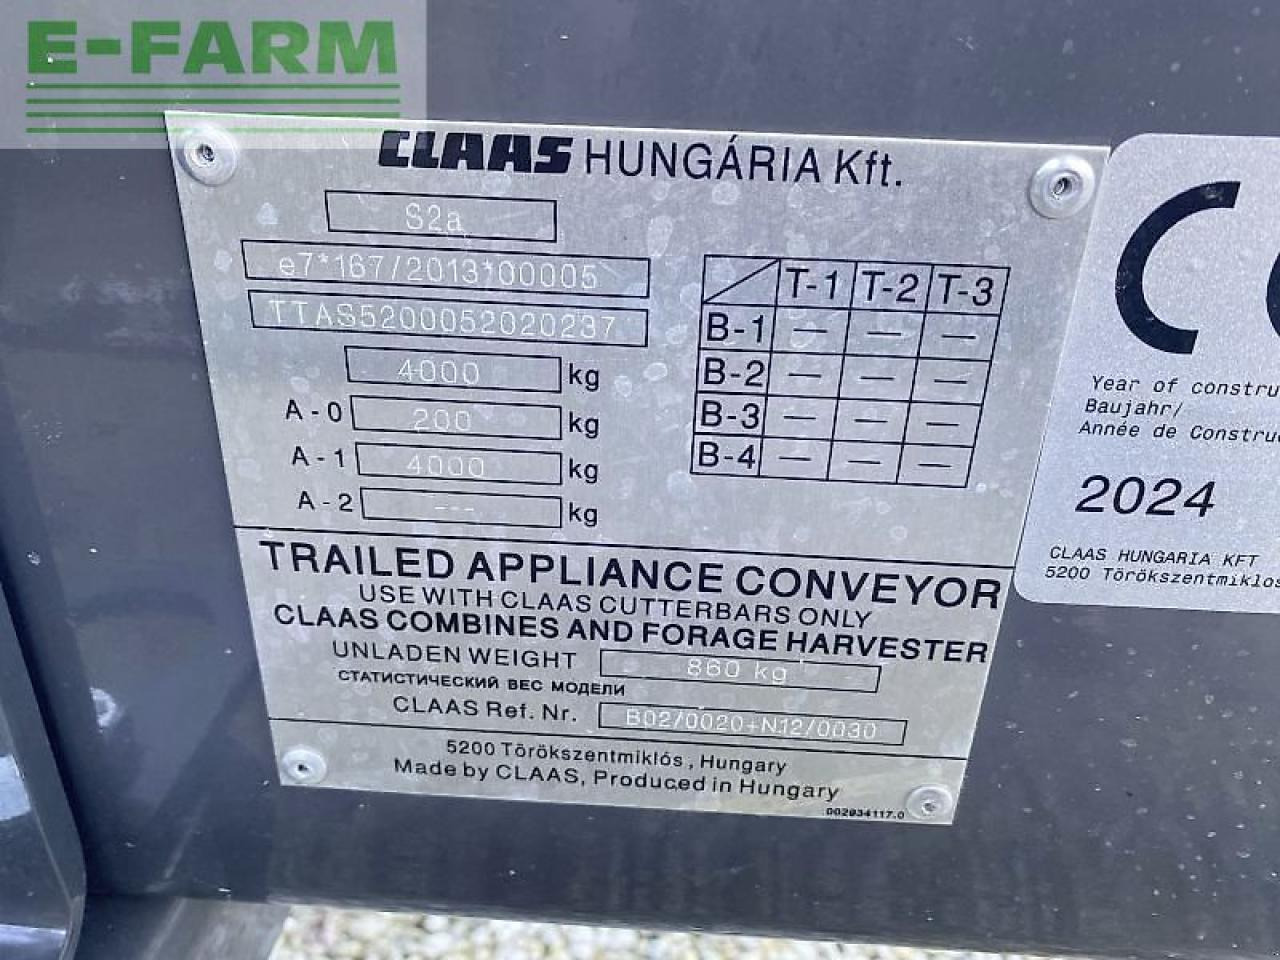 E-FARM
CLAAS HUNGÁRIA Kft.
S2a
e7*167/2013*00005
TTAS5200052020237
4000 kg
A-0 200 kg
A-1 4000 kg
A-2 --- kg
T-1 T-2 T-3
B-1 — — —
B-2 — — —
B-3 — — —
B-4 — — —
TRAILED APPLIANCE CONVEYOR
USE WITH CLAAS CUTTERBARS ONLY
CLAAS COMBINES AND FORAGE HARVESTER
UNLADEN WEIGHT 860 kg
СТАТИСТИЧЕСКИЙ ВЕС МОДЕЛИ
CLAAS Ref. Nr. B02/0020+N12/0030
5200 Törökszentmiklós, Hungary
Made by CLAAS, Produced in Hungary
002934117.0
CE
Year of constru
Baujahr/
Année de Construc
2024
CLAAS HUNGARIA KFT
5200 Törökszentmiklos